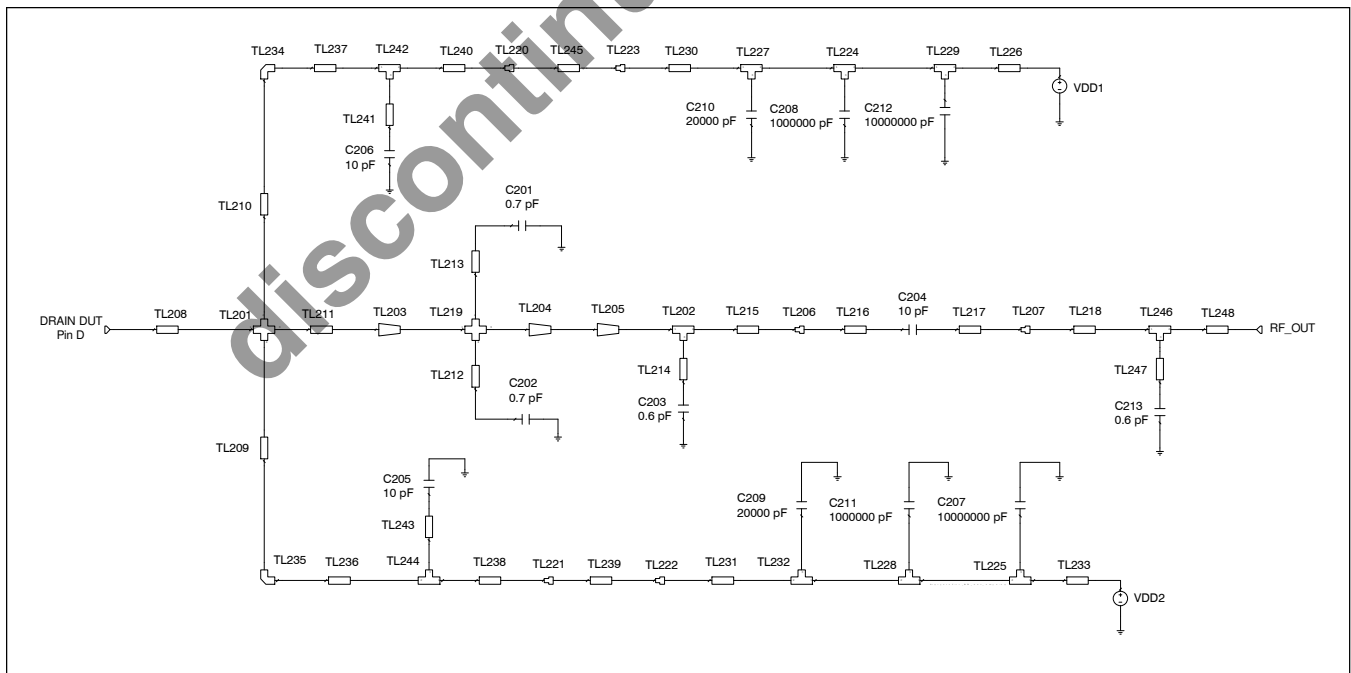 TL234
TL237
TL242
TL240
TL220
TL245
TL223
TL230
TL227
TL224
TL229
TL226
VDD1
TL241
C206
10 pF
C210
20000 pF
C208
1000000 pF
C212
10000000 pF
TL210
C201
0.7 pF
TL213
DRAIN DUT
Pin D
TL208
TL201
TL211
TL203
TL219
TL204
TL205
TL202
TL215
TL206
TL216
C204
10 pF
TL217
TL207
TL218
TL246
TL248
RF_OUT
TL212
C202
0.7 pF
TL214
C203
0.6 pF
TL247
C213
0.6 pF
TL209
C205
10 pF
TL243
C209
20000 pF
C211
1000000 pF
C207
10000000 pF
TL235
TL236
TL244
TL238
TL221
TL239
TL222
TL231
TL232
TL228
TL225
TL233
VDD2
discontin